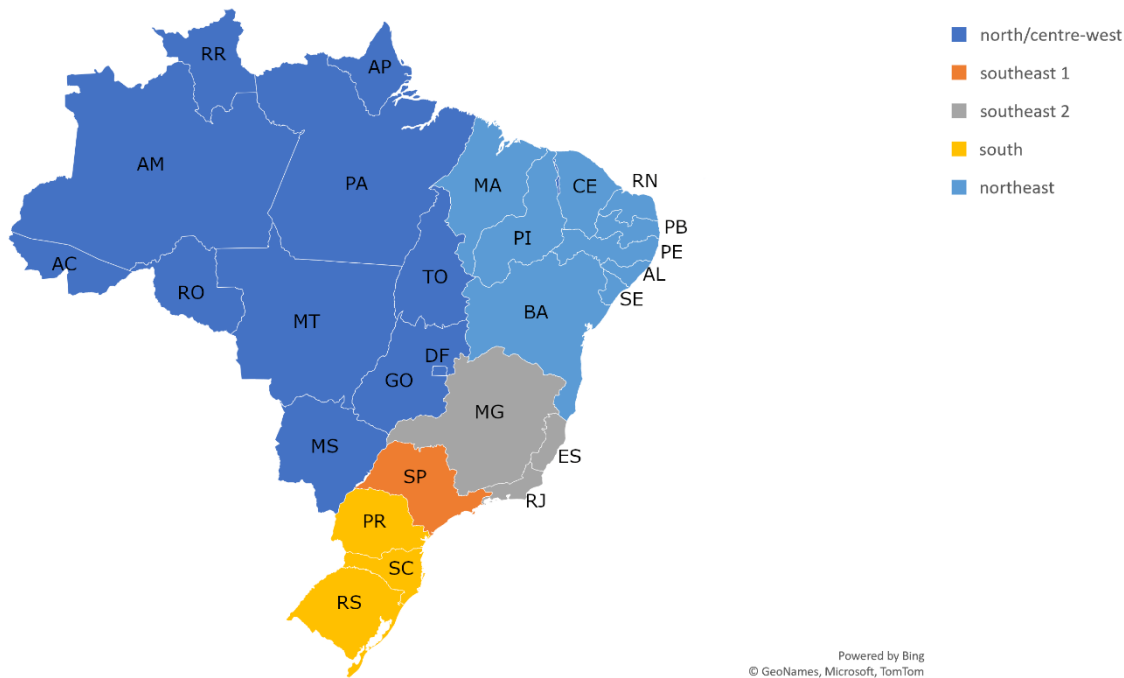 RR
AP
AM
PA
MA
CE
RN
PB
PI
PE
AC
AL
TO
RO
SE
BA
MT
DF
GO
MG
MS
ES
SP
RJ
PR
SC
RS
north/centre-west
southeast 1
southeast 2
south
northeast
Powered by Bing
© GeoNames, Microsoft, TomTom